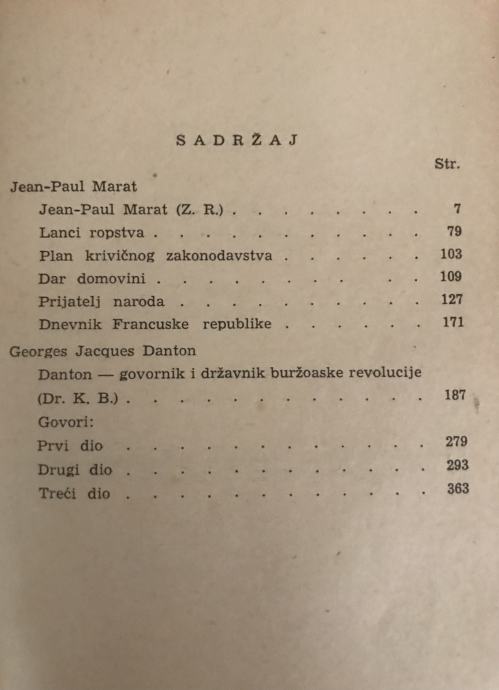 SADRŽAJ
Str.
Jean-Paul Marat
Jean-Paul Marat (Z. R.) . . . . . . . . 7
Lanci ropstva . . . . . . . . . . . 79
Plan krivičnog zakonodavstva . . . . . . 103
Dar domovini . . . . . . . . . . 109
Prijatelj naroda . . . . . . . . . . 127
Dnevnik Francuske republike . . . . . . 171
Georges Jacques Danton
Danton — govornik i državnik buržoaske revolucije
(Dr. K. B.) . . . . . . . . . . . . 187
Govori:
Prvi dio . . . . . . . . . . . . 279
Drugi dio . . . . . . . . . . . . 293
Treći dio . . . . . . . . . . . . 363